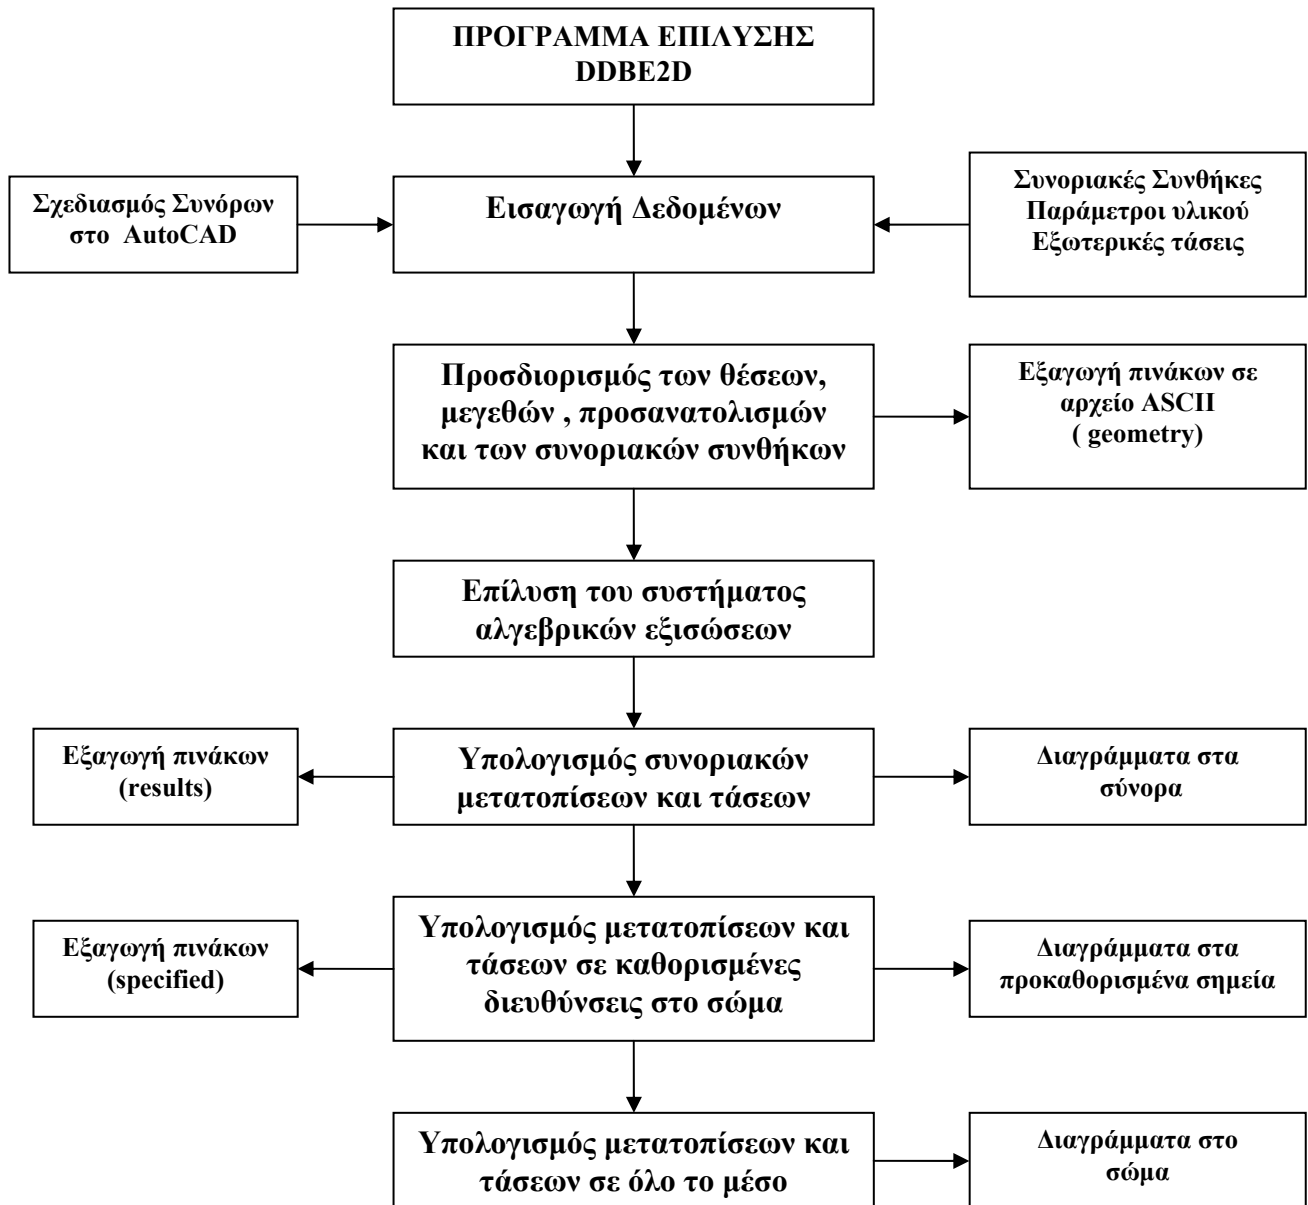 ΠΡΟΓΡΑΜΜΑ ΕΠΙΛΥΣΗΣ
DDBE2D
Σχεδιασμός Συνόρων
στο AutoCAD
Εισαγωγή Δεδομένων
Συνοριακές Συνθήκες
Παράμετροι υλικού
Εξωτερικές τάσεις
Προσδιορισμός των θέσεων,
μεγεθών , προσανατολισμών
και των συνοριακών συνθήκων
Εξαγωγή πινάκων σε
αρχείο ASCII
( geometry)
Επίλυση του συστήματος
αλγεβρικών εξισώσεων
Εξαγωγή πινάκων
(results)
Υπολογισμός συνοριακών
μετατοπίσεων και τάσεων
Διαγράμματα στα
σύνορα
Εξαγωγή πινάκων
(specified)
Υπολογισμός μετατοπίσεων και
τάσεων σε καθορισμένες
διευθύνσεις στο σώμα
Διαγράμματα στα
προκαθορισμένα σημεία
Υπολογισμός μετατοπίσεων και
τάσεων σε όλο το μέσο
Διαγράμματα στο
σώμα